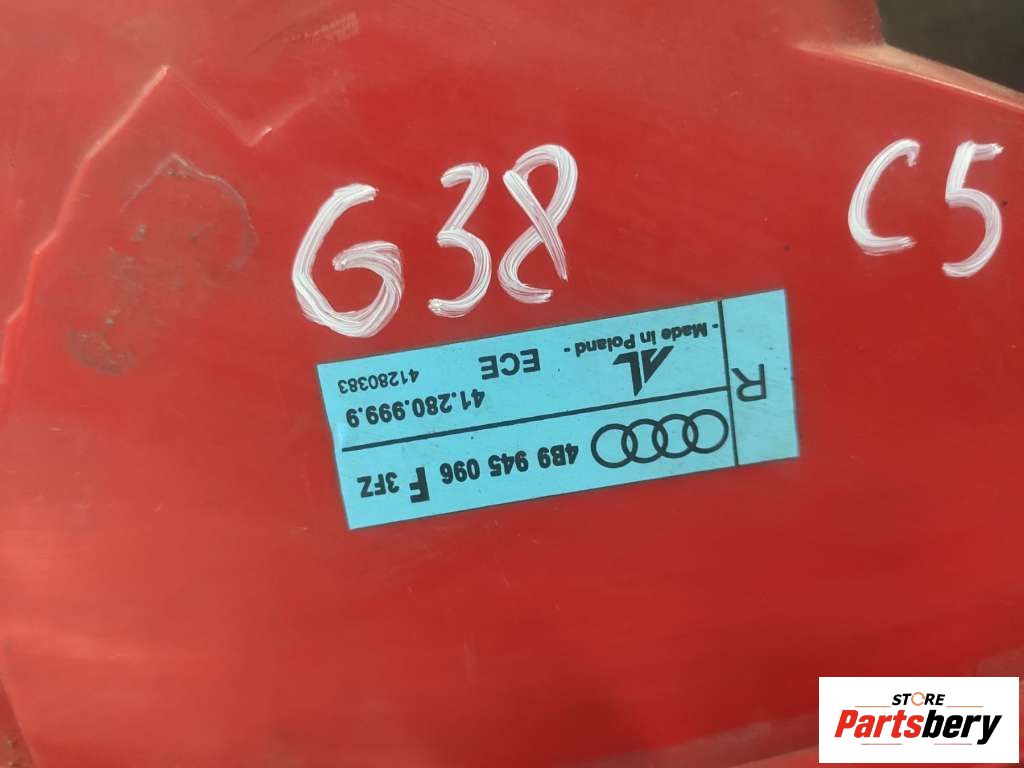 G38
C5
4B9 945 096 F 3FZ
R
41.280.999.9
41280383
ECE
AL
- Made in Poland -
STORE
Partsbery